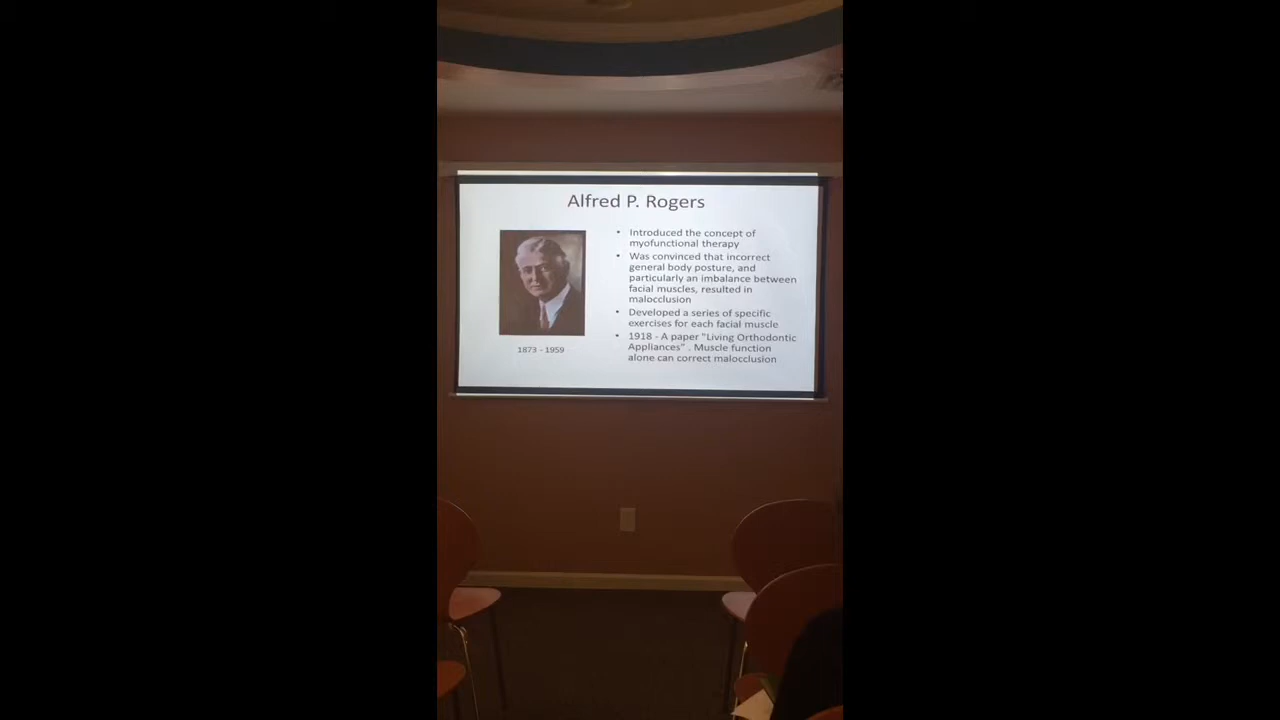 Alfred P. Rogers
• Introduced the concept of
myofunctional therapy
• Was convinced that incorrect
general body posture, and
particularly an imbalance between
facial muscles, resulted in
malocclusion
• Developed a series of specific
exercises for each facial muscle
• 1918 - A paper "Living Orthodontic
Appliances" . Muscle function
alone can correct malocclusion
1873 - 1959